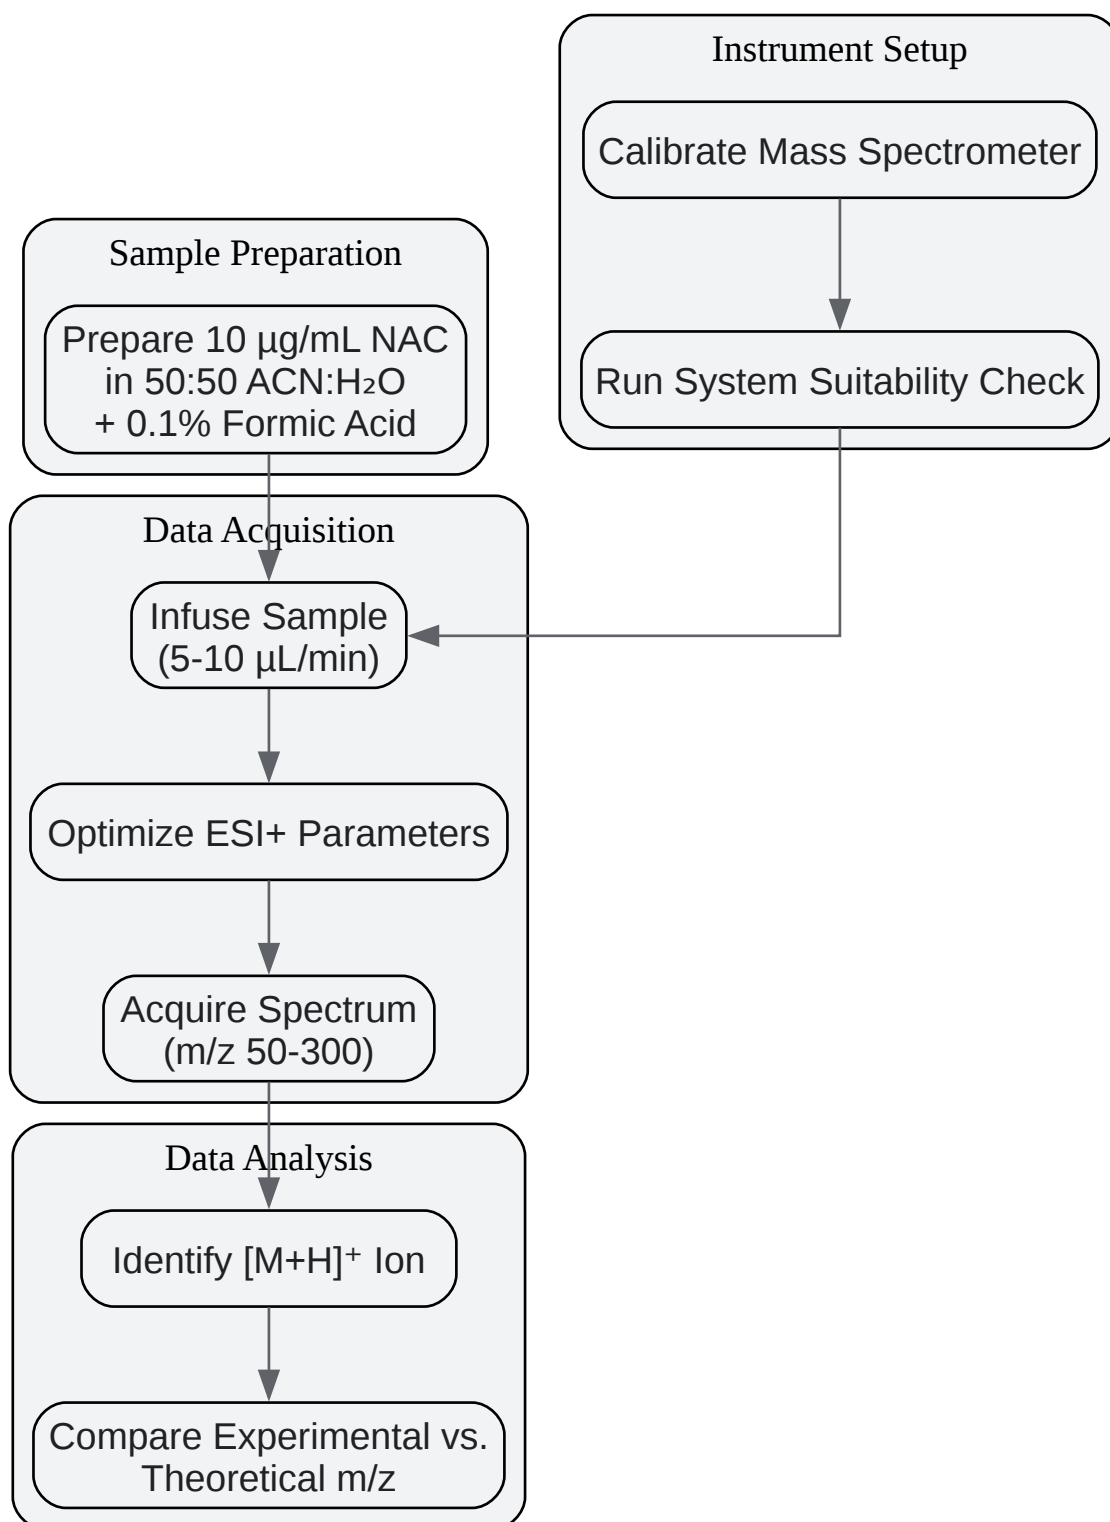 Instrument Setup
Calibrate Mass Spectrometer
Run System Suitability Check
Sample Preparation
Prepare 10 µg/mL NAC
in 50:50 ACN:H₂O
+ 0.1% Formic Acid
Data Acquisition
Infuse Sample
(5-10 µL/min)
Optimize ESI+ Parameters
Acquire Spectrum
(m/z 50-300)
Data Analysis
Identify [M+H]⁺ Ion
Compare Experimental vs.
Theoretical m/z